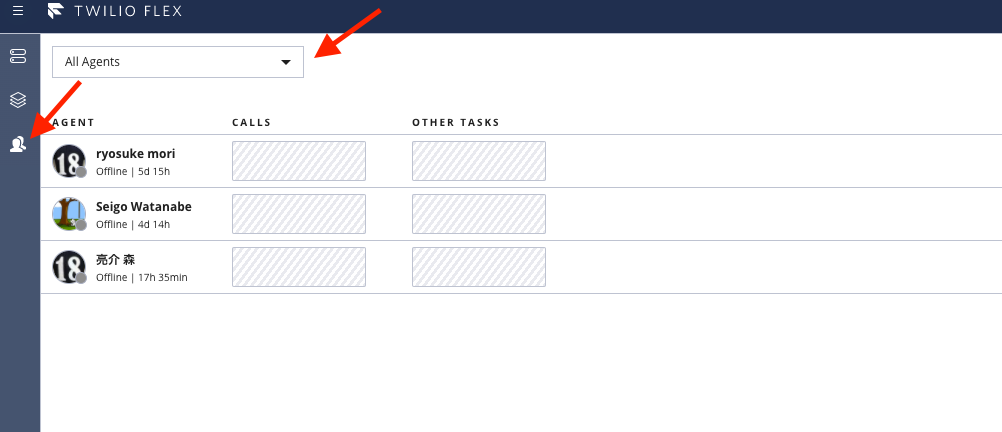 TWILIO FLEX
All Agents
AGENT CALLS OTHER TASKS
18 ryosuke mori
Offline | 5d 15h
Seigo Watanabe
Offline | 4d 14h
18 亮介 森
Offline | 17h 35min